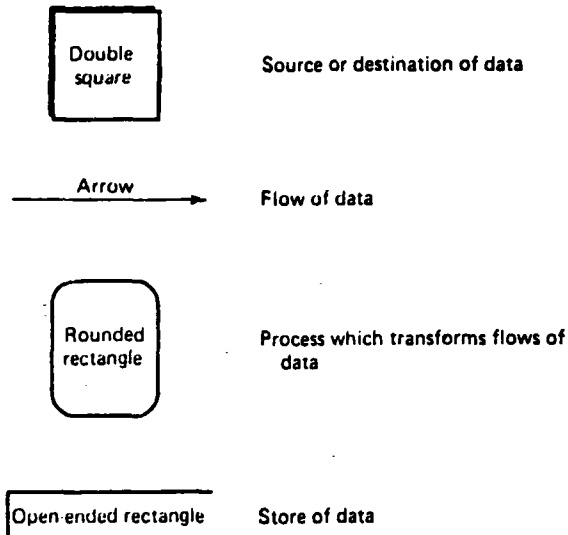 Double
square
Source or destination of data
Arrow
Flow of data
Rounded
rectangle
Process which transforms flows of
data
Open-ended rectangle
Store of data